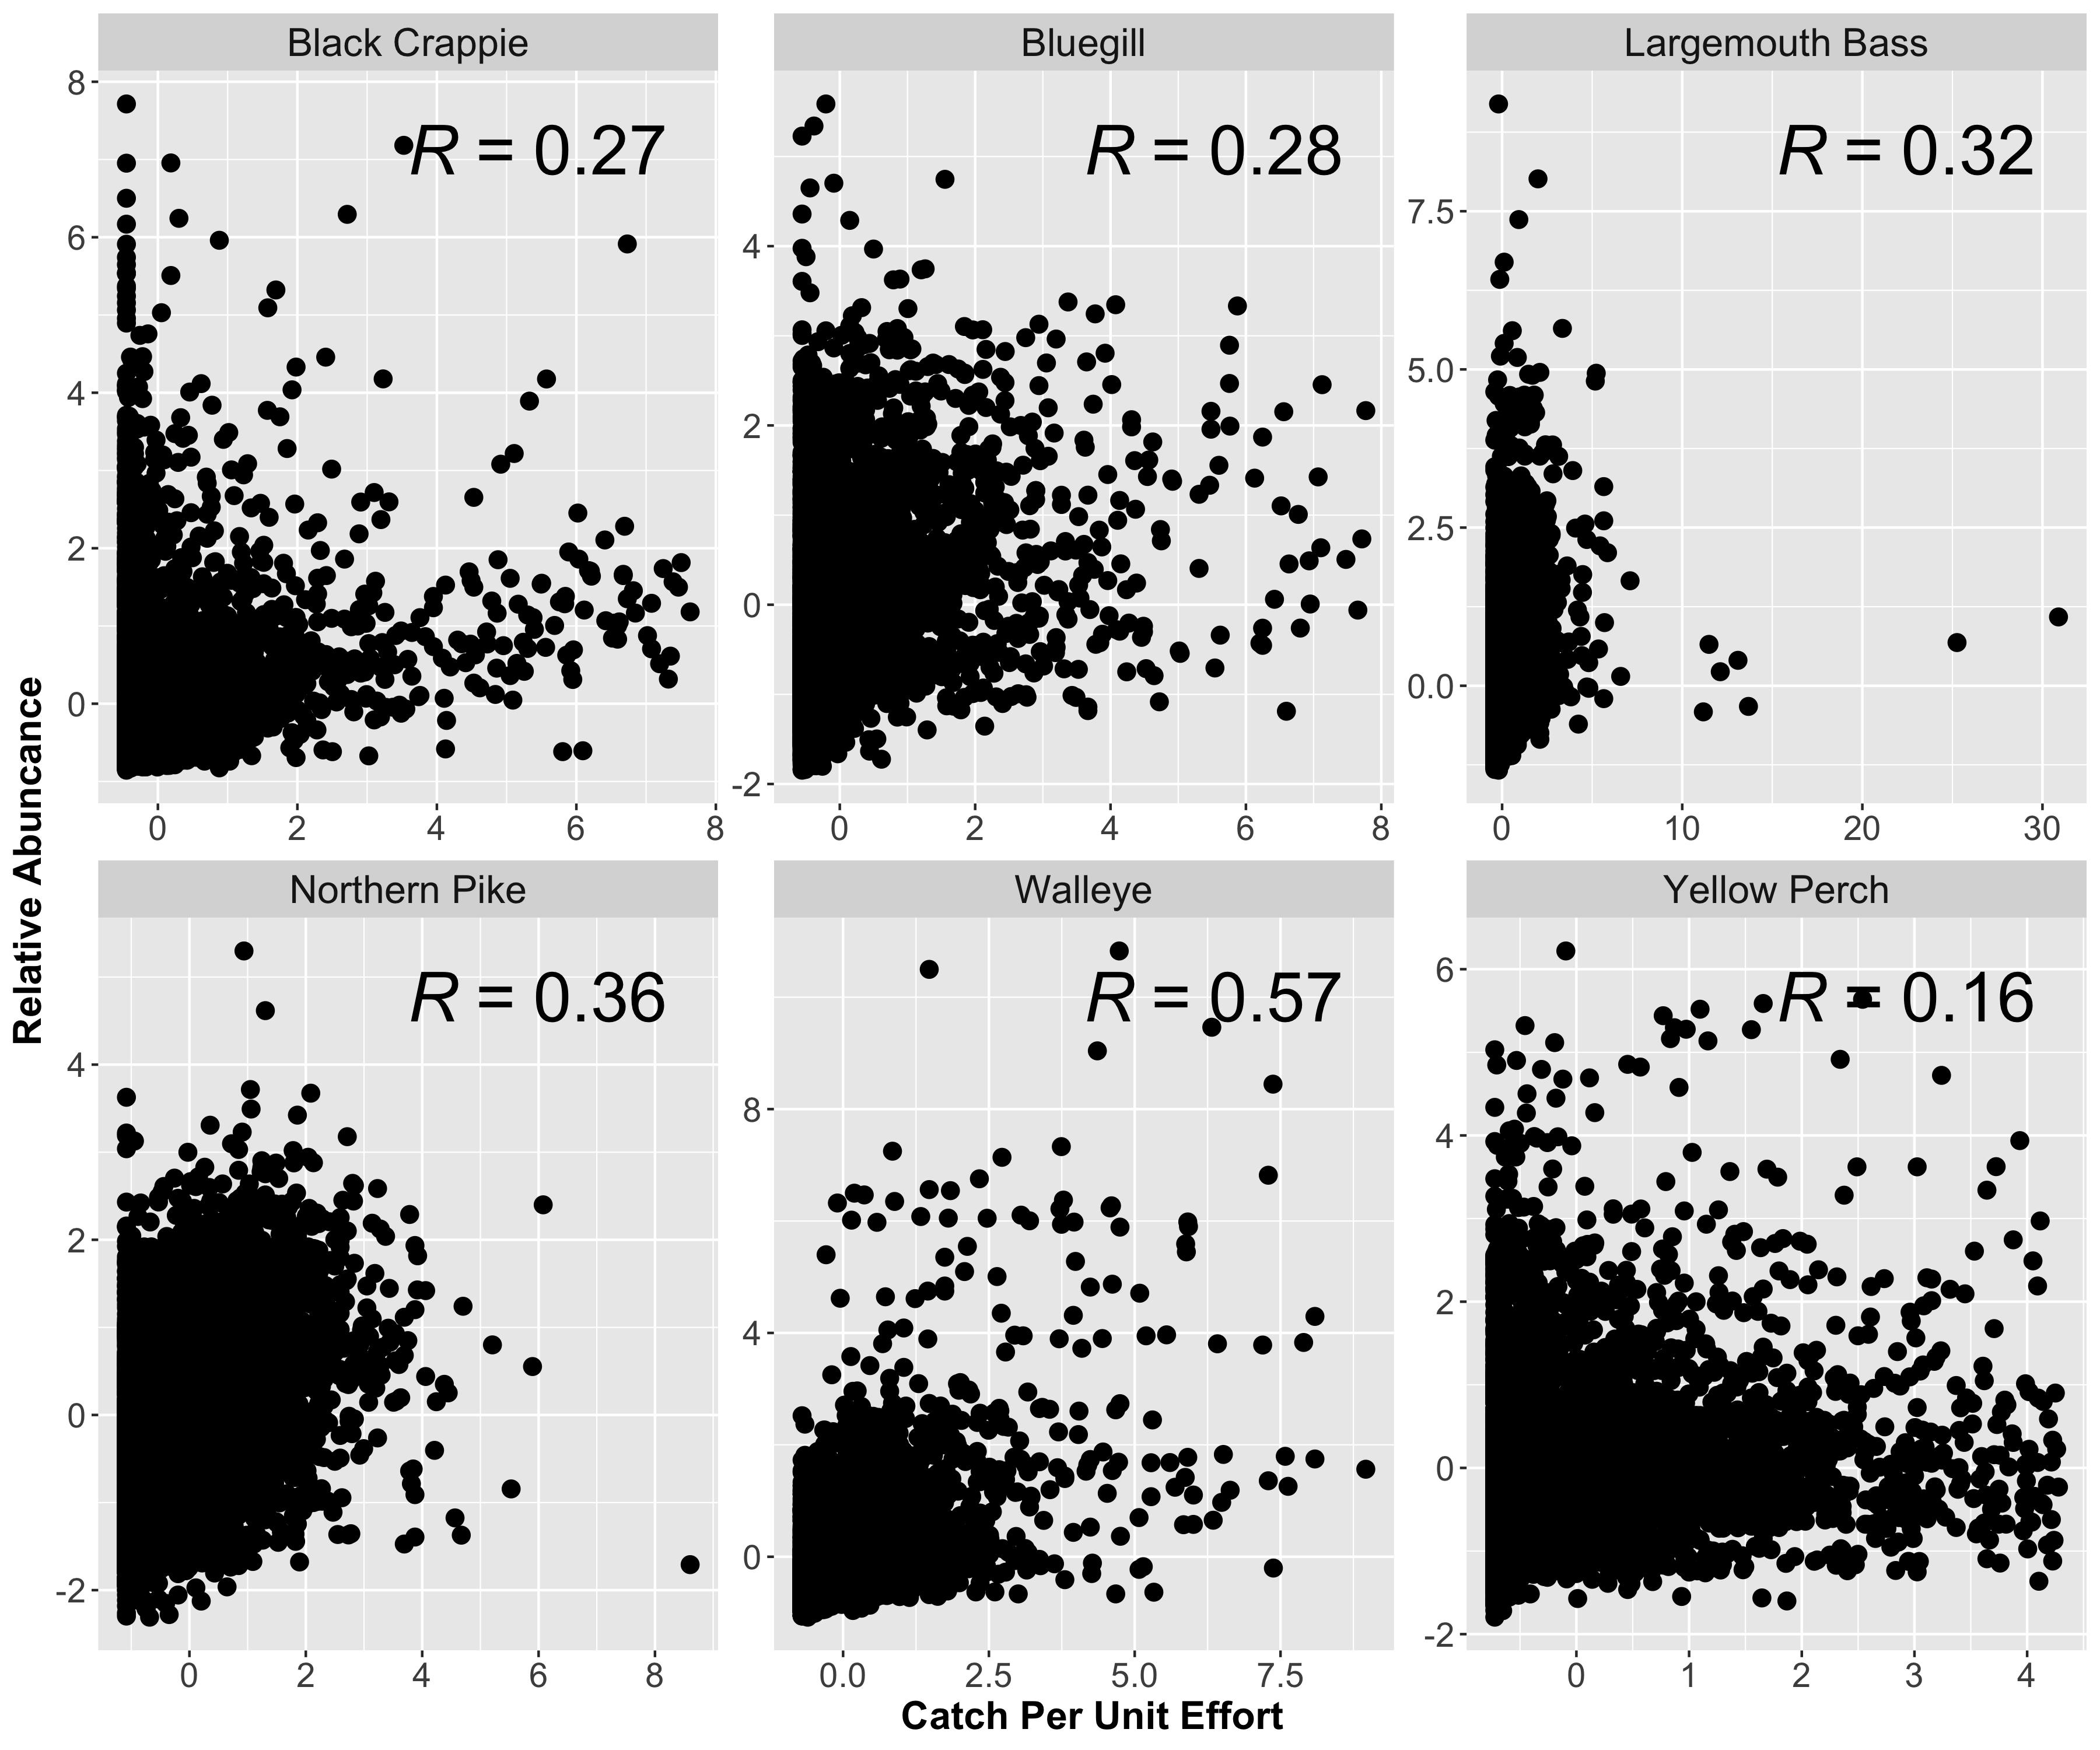 Black Crappie
Bluegill
Largemouth Bass
R = 0.27
R = 0.28
R = 0.32
8
6
4
2
0
4
2
0
-2
7.5
5.0
2.5
0.0
0 2 4 6 8
0 2 4 6 8
0 10 20 30
Relative Abuncance
Northern Pike
Walleye
Yellow Perch
R = 0.36
R = 0.57
R = 0.16
4
2
0
-2
8
4
0
6
4
2
0
-2
0 2 4 6 8
0.0 2.5 5.0 7.5
0 1 2 3 4
Catch Per Unit Effort